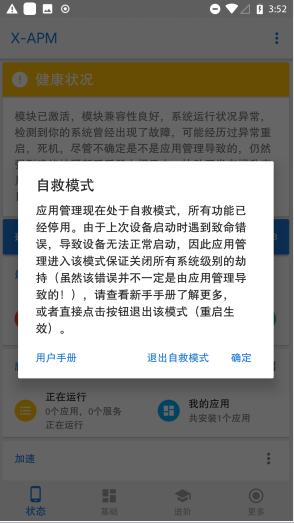 3:52
X-APM
健康状况
模块已激活，模块兼容性良好，系统运行状况异常，
检测到你的系统曾经出现了故障，可能经历过异常重
启，死机，尽管不确定是不是应用管理导致的，仍然
自救模式
应用管理现在处于自救模式，所有功能已
经停用。由于上次设备启动时遇到致命错
误，导致设备无法正常启动，因此应用管
理进入该模式保证关闭所有系统级别的劫
持（虽然该错误并不一定是由应用管理导
致的！），请查看新手手册了解更多，
或者直接点击按钮退出该模式（重启生
效）。
用户手册 退出自救模式 确定
正在运行
0个应用，0个服务
正在运行
我的应用
共安装1个应用
加速
状态 基础 进阶 更多